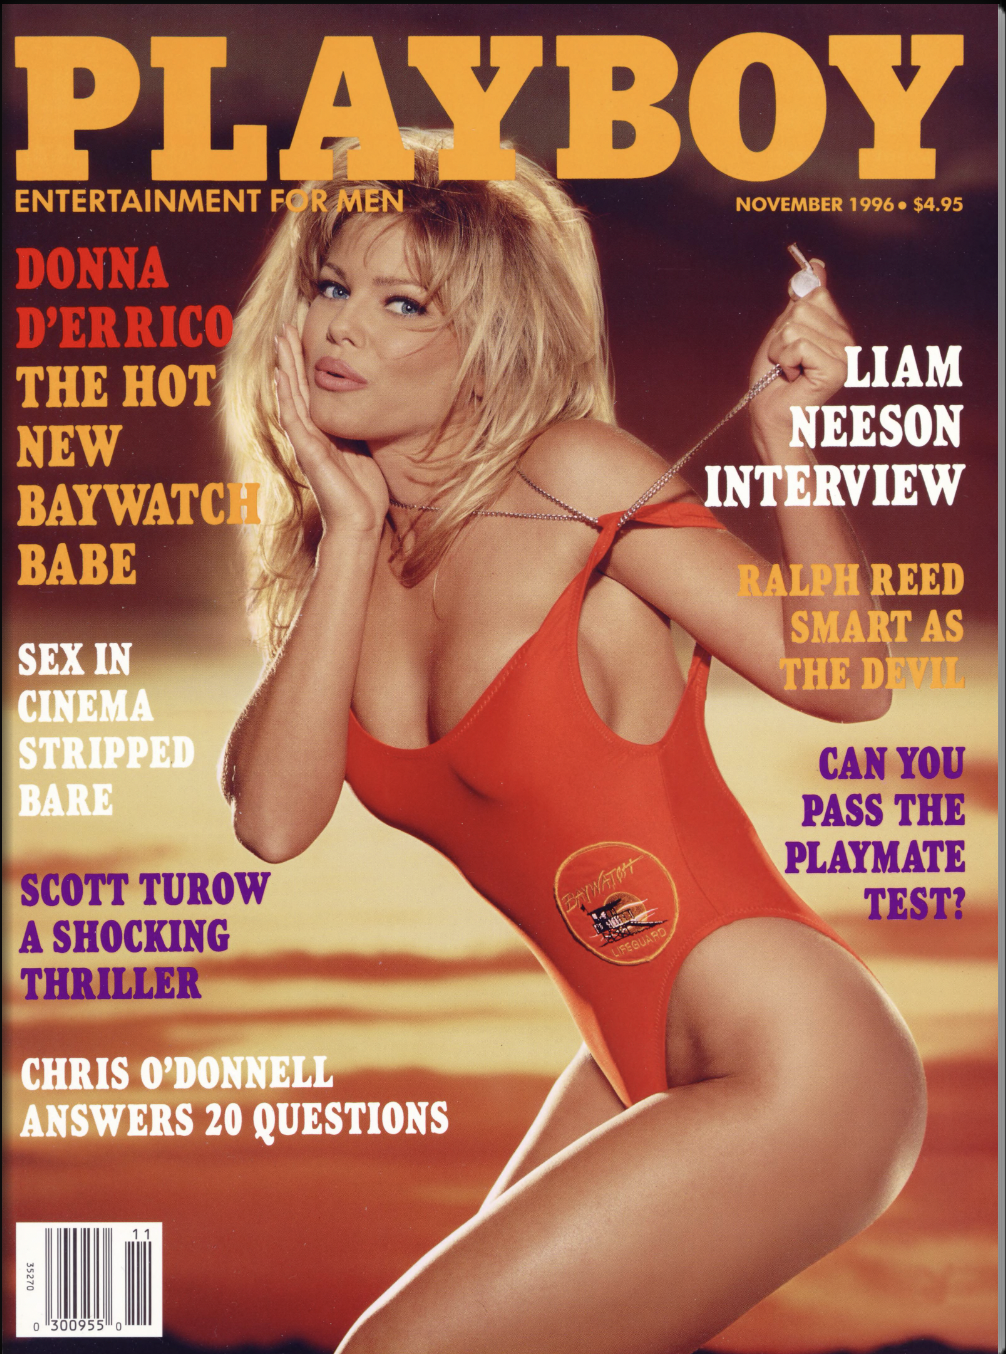 PLAYBOY
ENTERTAINMENT FOR MEN
NOVEMBER 1996 • $4.95
DONNA
D'ERRICO
THE HOT
NEW
BAYWATCH
BABE
SEX IN
CINEMA
STRIPPED
BARE
SCOTT TUROW
A SHOCKING
THRILLER
CHRIS O'DONNELL
ANSWERS 20 QUESTIONS
LIAM
NEESON
INTERVIEW
RALPH REED
SMART AS
THE DEVIL
CAN YOU
PASS THE
PLAYMATE
TEST?
BAYWATCH
LIFEGUARD
11
35270
0 300955 0